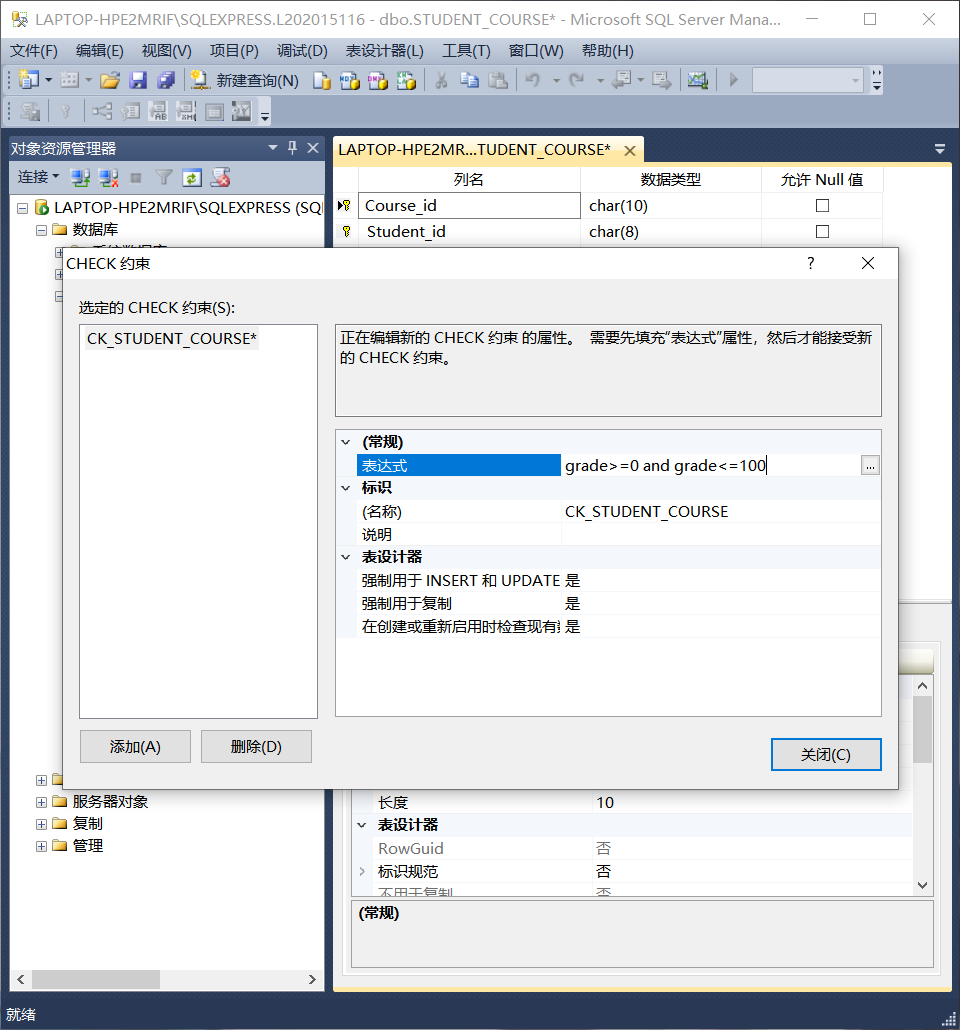 LAPTOP-HPE2MRIF\SQLEXPRESS.L202015116 - dbo.STUDENT_COURSE* - Microsoft SQL Server Mana...
文件(F) 编辑(E) 视图(V) 项目(P) 调试(D) 表设计器(L) 工具(T) 窗口(W) 帮助(H)
新建查询(N)
对象资源管理器
LAPTOP-HPE2MR...TUDENT_COURSE*
连接
列名 数据类型 允许 Null 值
LAPTOP-HPE2MRIF\SQLEXPRESS (SQL
Course_id char(10)
数据库
Student_id char(8)
系统数据库
CHECK 约束
?
选定的 CHECK 约束(S):
CK_STUDENT_COURSE*
正在编辑新的 CHECK 约束 的属性。 需要先填充“表达式”属性，然后才能接受新
的 CHECK 约束。
(常规)
表达式 grade>=0 and grade<=100
...
标识
(名称) CK_STUDENT_COURSE
说明
表设计器
强制用于 INSERT 和 UPDATE 是
强制用于复制 是
在创建或重新启用时检查现有 是
添加(A) 删除(D)
关闭(C)
服务器对象
复制
管理
长度 10
表设计器
RowGuid 否
标识规范 否
不用于复制 否
(常规)
就绪